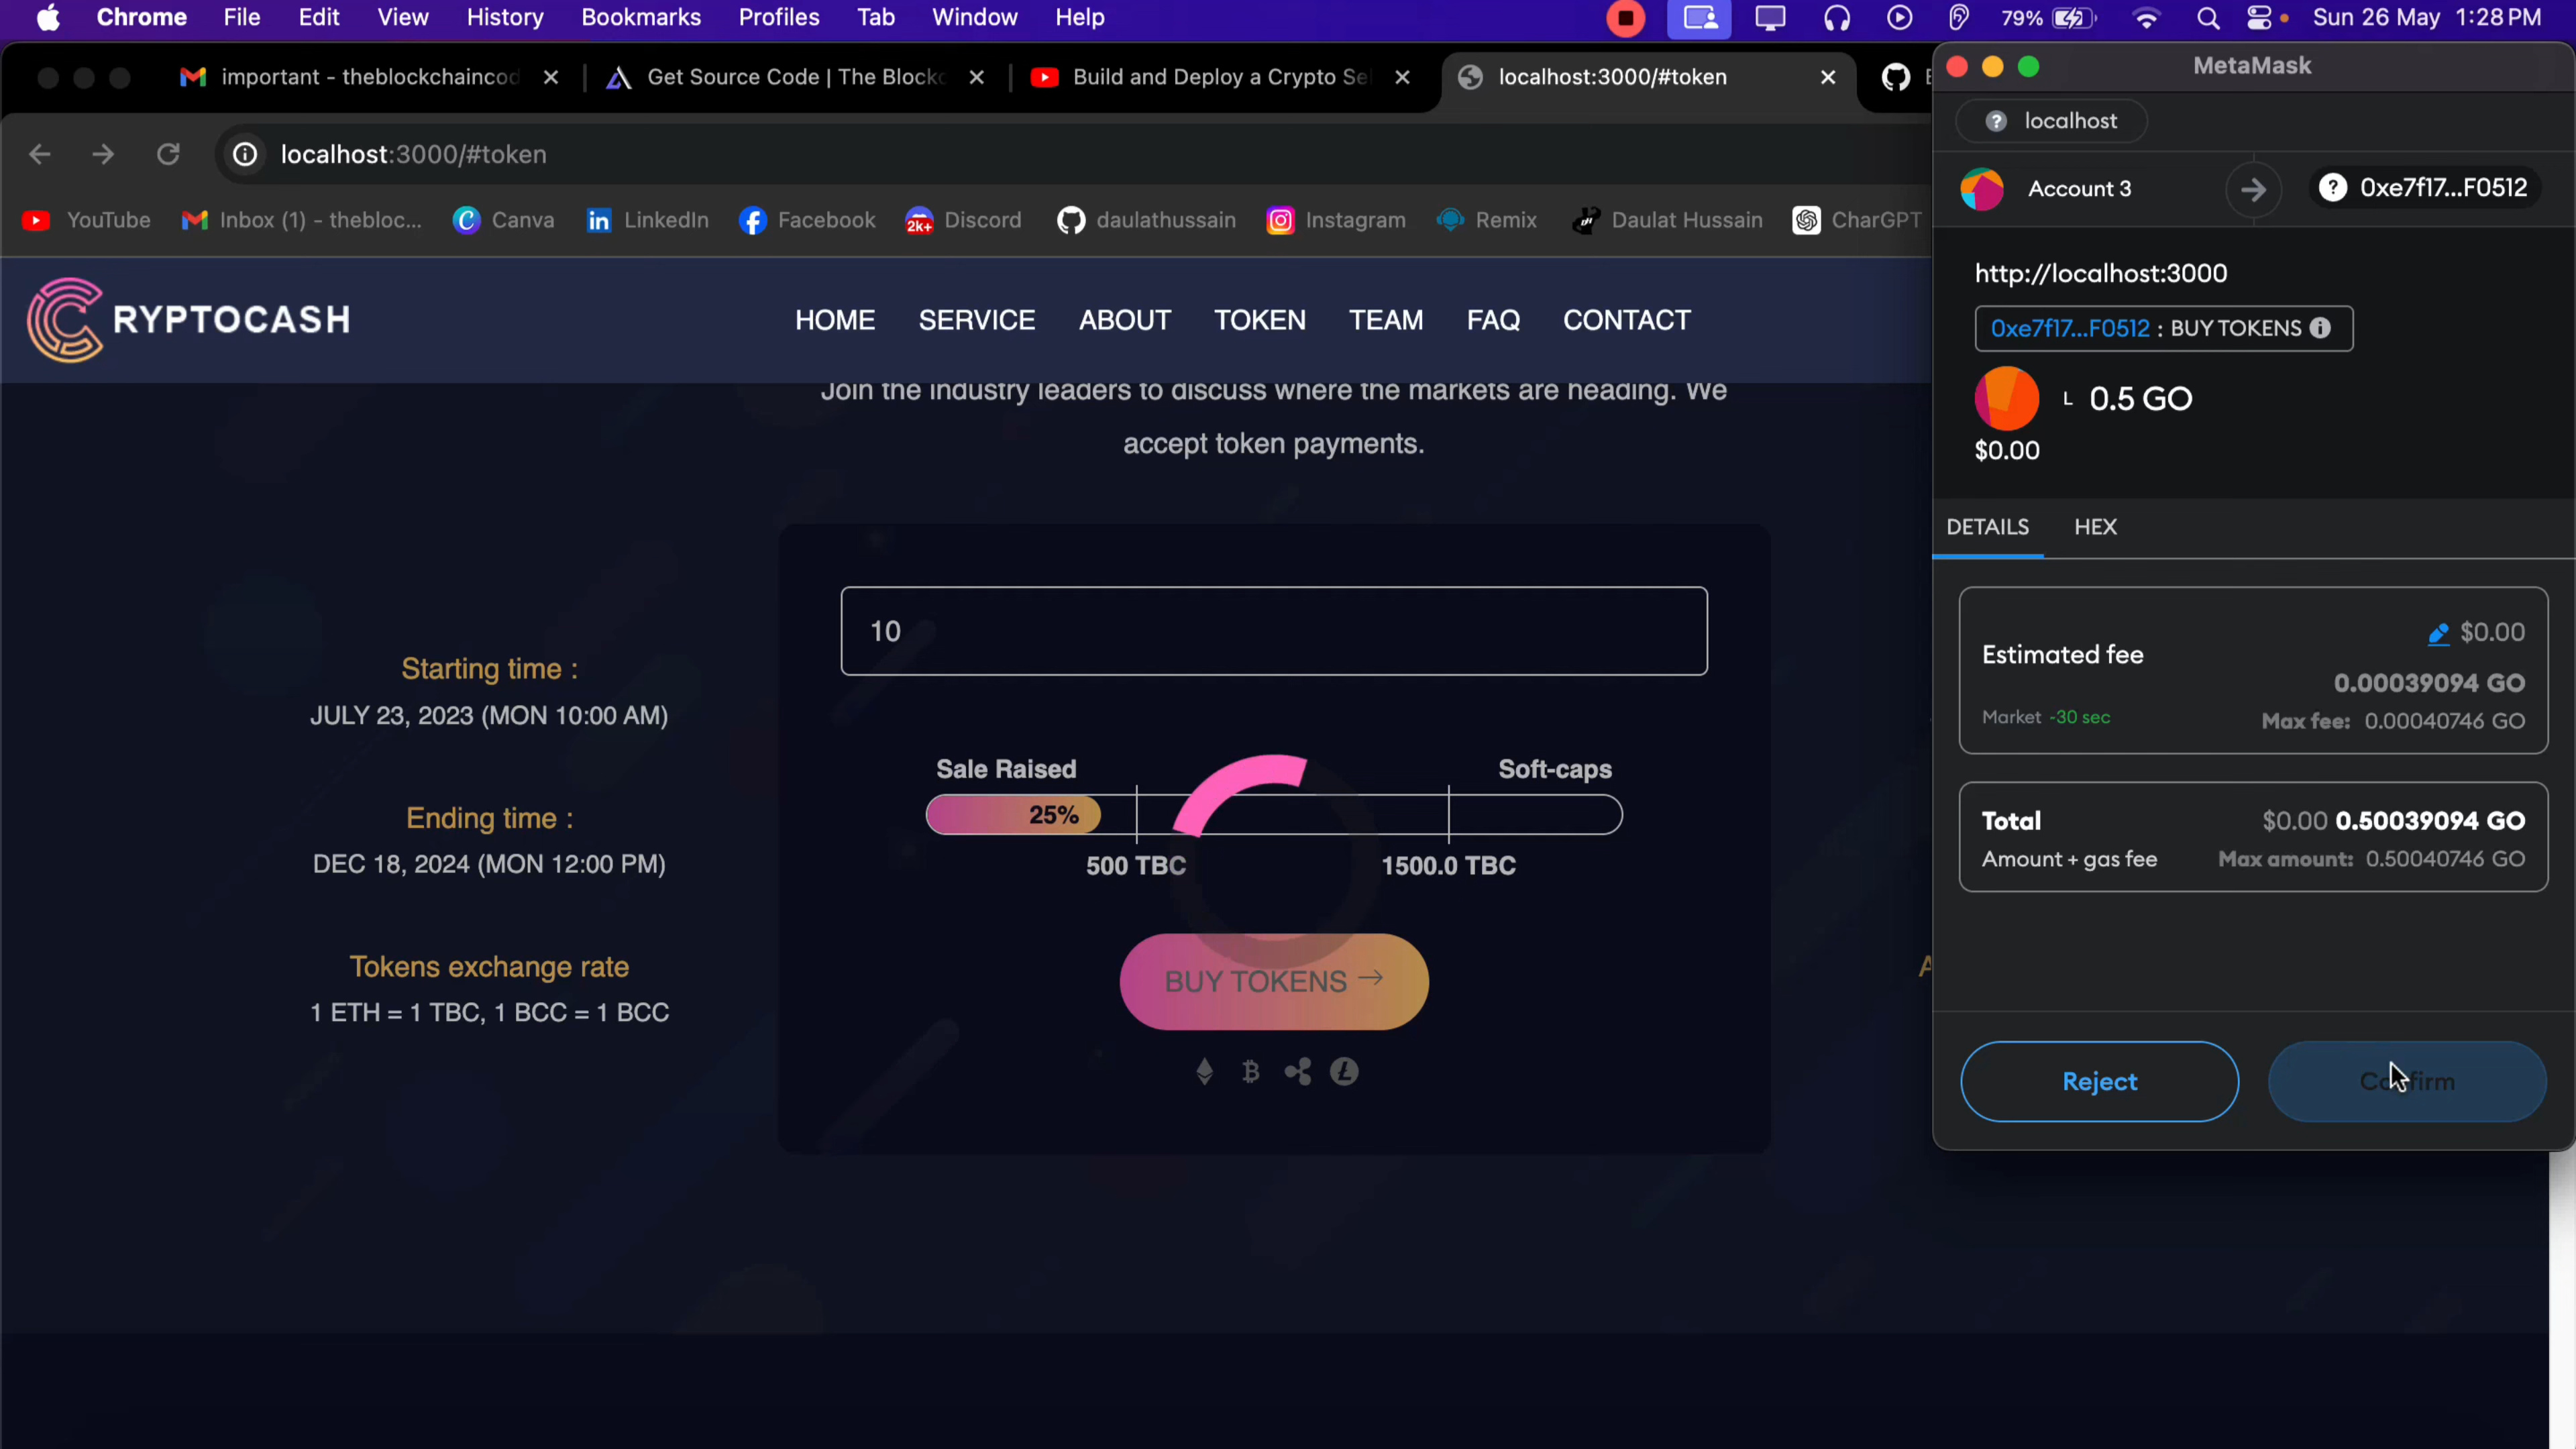 Chrome File Edit View History Bookmarks Profiles Tab Window Help 79% Sun 26 May 1:28 PM
important - theblockchaincod
Get Source Code | The Blockc
Build and Deploy a Crypto Sel
localhost:3000/#token
localhost:3000/#token
YouTube Inbox (1) - thebloc... Canva LinkedIn Facebook 2k+ Discord daulathussain Instagram Remix Daulat Hussain CharGPT
RYPTOCASH
HOME SERVICE ABOUT TOKEN TEAM FAQ CONTACT
Join the industry leaders to discuss where the markets are heading. We
accept token payments.
Starting time :
JULY 23, 2023 (MON 10:00 AM)
Ending time :
DEC 18, 2024 (MON 12:00 PM)
Tokens exchange rate
1 ETH = 1 TBC, 1 BCC = 1 BCC
10
Sale Raised Soft-caps
25%
500 TBC 1500.0 TBC
BUY TOKENS →
MetaMask
localhost
Account 3 0xe7f17...F0512
http://localhost:3000
0xe7f17...F0512 : BUY TOKENS
L 0.5 GO
$0.00
DETAILS HEX
$0.00
Estimated fee
0.00039094 GO
Market ~30 sec Max fee: 0.00040746 GO
Total $0.00 0.50039094 GO
Amount + gas fee Max amount: 0.50040746 GO
Reject Confirm